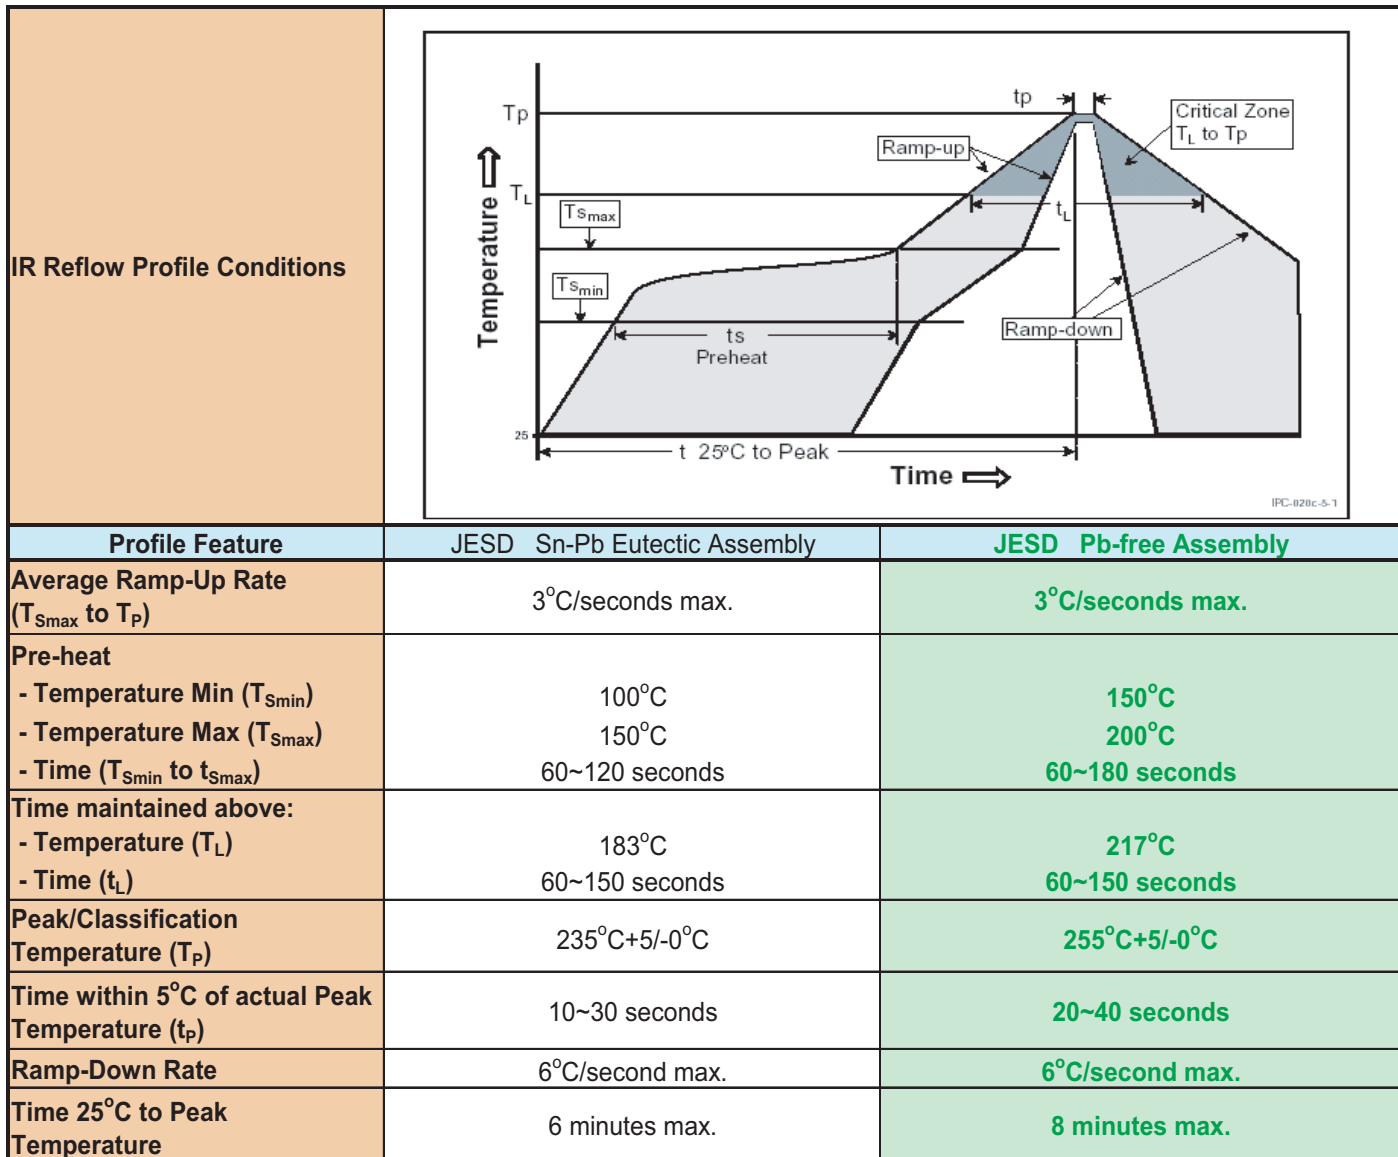 IR Reflow Profile Conditions
Temperature
Tp
TL
Tsmax
Tsmin
25
tp
Ramp-up
Critical Zone
TL to Tp
tL
ts
Preheat
Ramp-down
t 25ºC to Peak
Time
IPC-020c-5-1
Profile Feature JESD Sn-Pb Eutectic Assembly JESD Pb-free Assembly
Average Ramp-Up Rate
(TSmax to TP) 3°C/seconds max. 3°C/seconds max.
Pre-heat
- Temperature Min (TSmin) 100°C 150°C
- Temperature Max (TSmax) 150°C 200°C
- Time (TSmin to tSmax) 60~120 seconds 60~180 seconds
Time maintained above:
- Temperature (TL) 183°C 217°C
- Time (tL) 60~150 seconds 60~150 seconds
Peak/Classification
Temperature (TP) 235°C+5/-0°C 255°C+5/-0°C
Time within 5°C of actual Peak
Temperature (tP) 10~30 seconds 20~40 seconds
Ramp-Down Rate 6°C/second max. 6°C/second max.
Time 25°C to Peak
Temperature 6 minutes max. 8 minutes max.